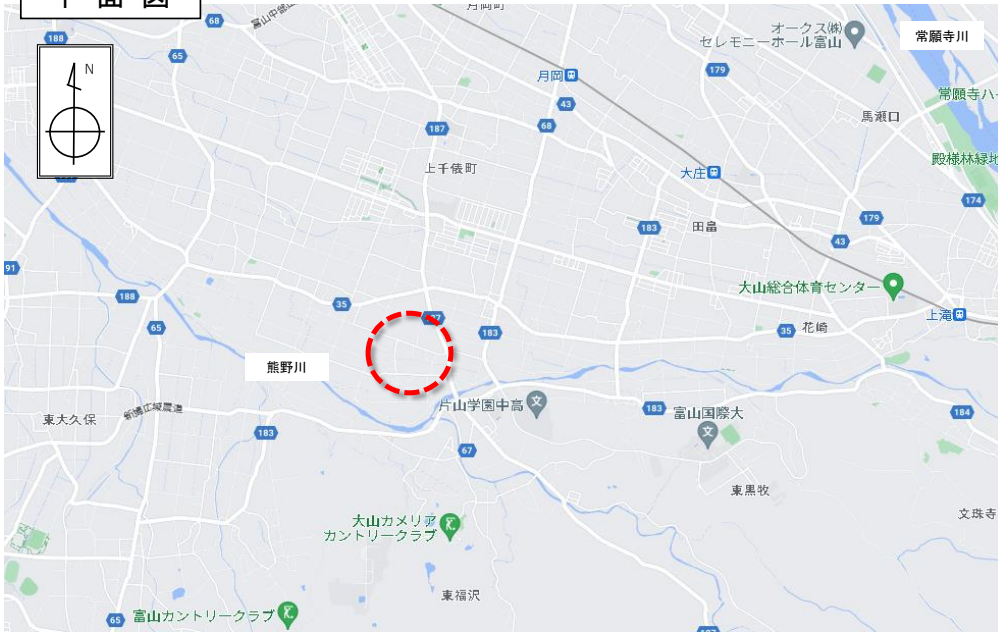 平面図
月岡町
68
188
65
富山中部
オークス㈱
セレモニーホール富山
常願寺川
N
月岡
179
43
常願寺ハ
馬瀬口
187
68
上千俵町
殿様林緑地
大庄
174
183
田畠
179
43
91
188
35
大山総合体育センター
187
65
183
35
花崎
上滝
熊野川
片山学園中高
文
183
富山国際大
文
184
東大久保
183
67
東黒牧
文珠寺
大山カメリア
カントリークラブ
東福沢
65
富山カントリークラブ
187